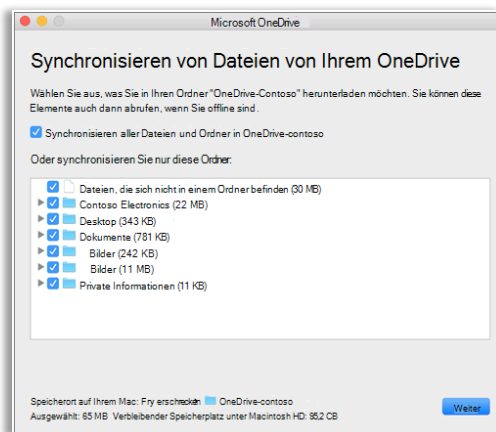 Microsoft OneDrive
Synchronisieren von Dateien von Ihrem OneDrive
Wählen Sie aus, was Sie in Ihren Ordner "OneDrive-Contoso" herunterladen möchten. Sie können diese
Elemente auch dann abrufen, wenn Sie offline sind.
Synchronisieren aller Dateien und Ordner in OneDrive-contoso
Oder synchronisieren Sie nur diese Ordner:
Dateien, die sich nicht in einem Ordner befinden (30 MB)
Contoso Electronics (22 MB)
Desktop (343 KB)
Dokumente (781 KB)
Bilder (242 KB)
Bilder (11 MB)
Private Informationen (11 KB)
Speicherort auf Ihrem Mac: Fry erschrecken OneDrive-contoso
Ausgewählt: 65 MB Verbleibender Speicherplatz unter Macintosh HD: 95,2 CB
Weiter